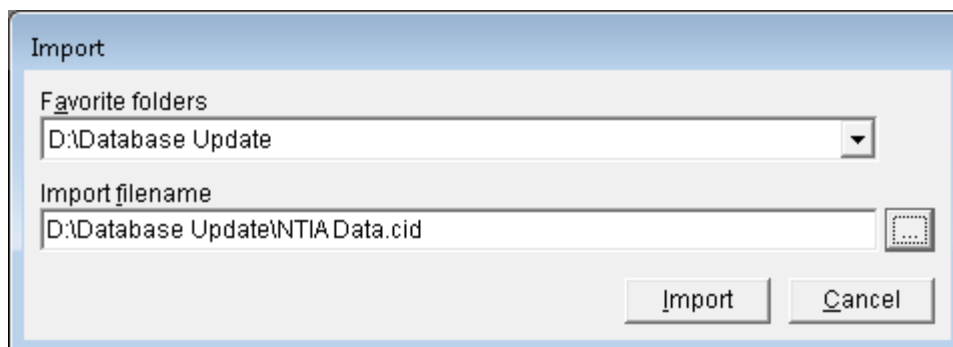 Import
Favorite folders
D:\Database Update
Import filename
D:\Database Update\NTIA Data.cid
...
Import
Cancel